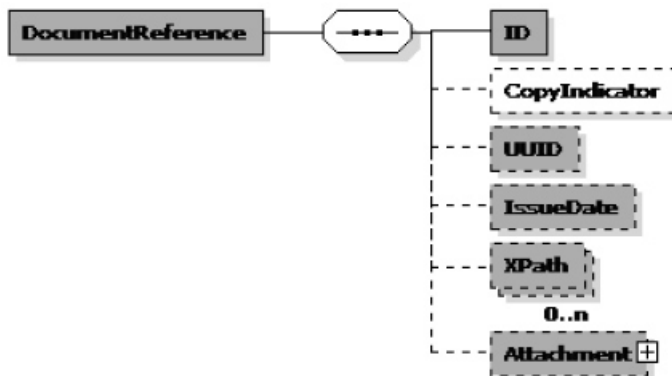 DocumentReference
ID
CopyIndicator
UUID
IssueDate
XPath
0..n
Attachment